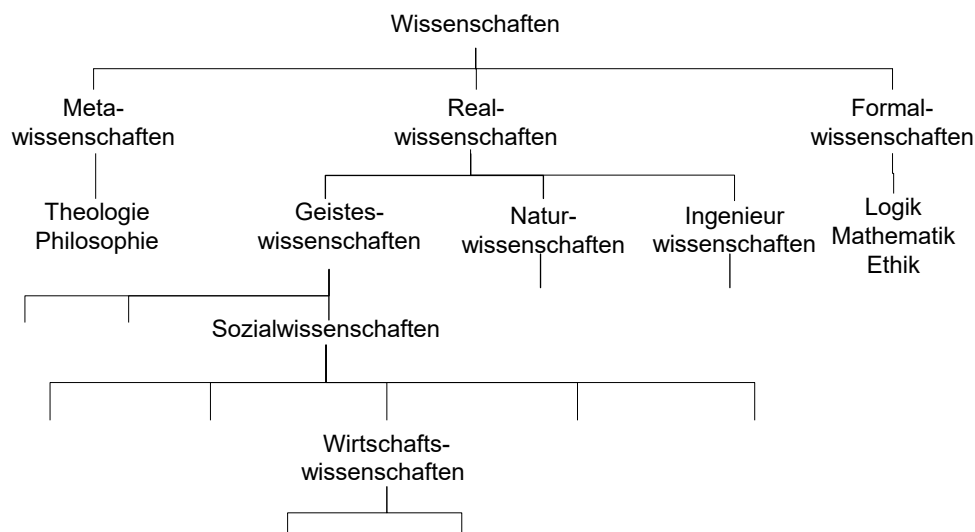 Wissenschaften
Meta-
wissenschaften
Real-
wissenschaften
Formal-
wissenschaften
Theologie
Philosophie
Geistes-
wissenschaften
Natur-
wissenschaften
Ingenieur
wissenschaften
Logik
Mathematik
Ethik
Sozialwissenschaften
Wirtschafts-
wissenschaften